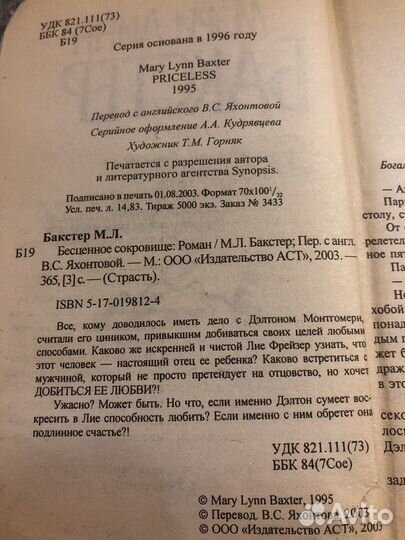 УДК 821.111(73)
ББК 84 (7Сое)
Б19
Серия основана в 1996 году
Mary Lynn Baxter
PRICELESS
1995
Перевод с английского В.С. Яхонтовой
Серийное оформление А.А. Кудрявцева
Художник Т.М. Горняк
Печатается с разрешения автора
и литературного агентства Synopsis.
Подписано в печать 01.08.2003. Формат 70х100 1/32
Усл. печ. л. 14,83. Тираж 5000 экз. Заказ № 3433
Бакстер М.Л.
Б19 Бесценное сокровище: Роман / М.Л. Бакстер; Пер. с англ.
В.С. Яхонтовой. — М.: ООО «Издательство АСТ», 2003. —
365, [3] с. — (Страсть).
ISBN 5-17-019812-4
Все, кому доводилось иметь дело с Дэлтоном Монтгомери,
считали его циником, привыкшим добиваться своих целей любыми
способами. Каково же искренней и чистой Лие Фрейзер узнать, что
этот человек — настоящий отец ее ребенка? Каково встретиться с
мужчиной, который не просто претендует на отцовство, но хочет
ДОБИТЬСЯ ЕЕ ЛЮБВИ?!
Ужасно? Может быть. Но что, если именно Дэлтон сумеет вос-
кресить в Лие способность любить? Если именно с ним обретет она
подлинное счастье?!
УДК 821.111(73)
ББК 84(7Сое)
© Mary Lynn Baxter, 1995
© Перевод. В.С. Яхонтова, 2003
© ООО «Издательство АСТ», 2003
Avito